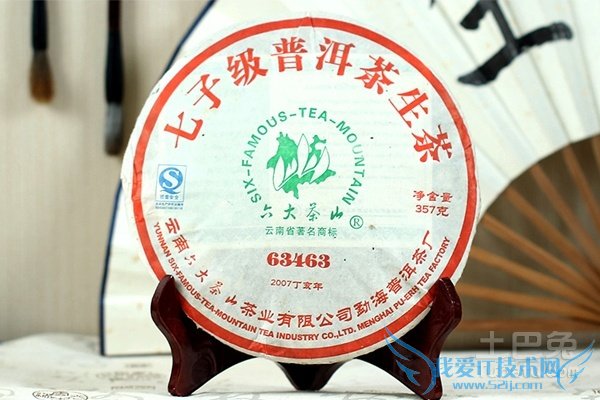 七子级普洱茶生茶
SIX-FAMOUS-TEA-MOUNTAIN
六大茶山®
云南省著名商标
净含量
357克
63463
2007丁亥年
云南六大茶山茶业有限公司勐海普洱茶厂
YUNNAN SIX-FAMOUS-TEA-MOUNTAIN TEA INDUSTRY CO.,LTD. MENGHAI PU-ERH TEA FACTORY
土巴兔
我爱IT技术网
www.52ij.com